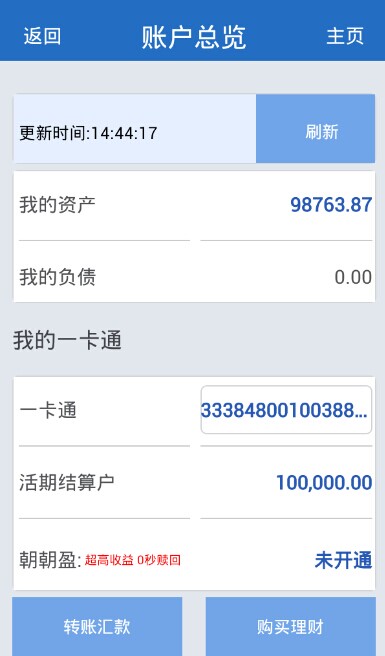 返回 账户总览 主页
更新时间:14:44:17 刷新
我的资产 98763.87
我的负债 0.00
我的一卡通
一卡通 33384800100388...
活期结算户 100,000.00
朝朝盈: 超高收益 0秒赎回 未开通
转账汇款 购买理财